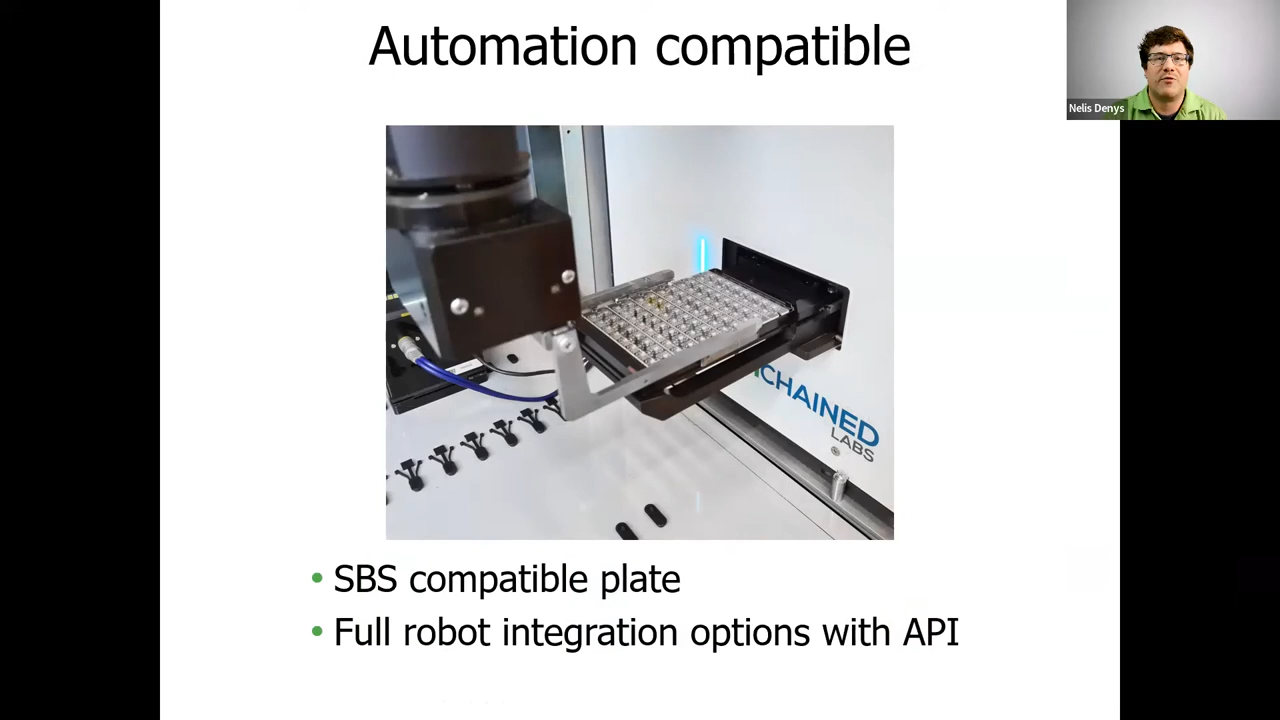 Automation compatible
Nelis Denys
CHAINED
LABS
• SBS compatible plate
• Full robot integration options with API